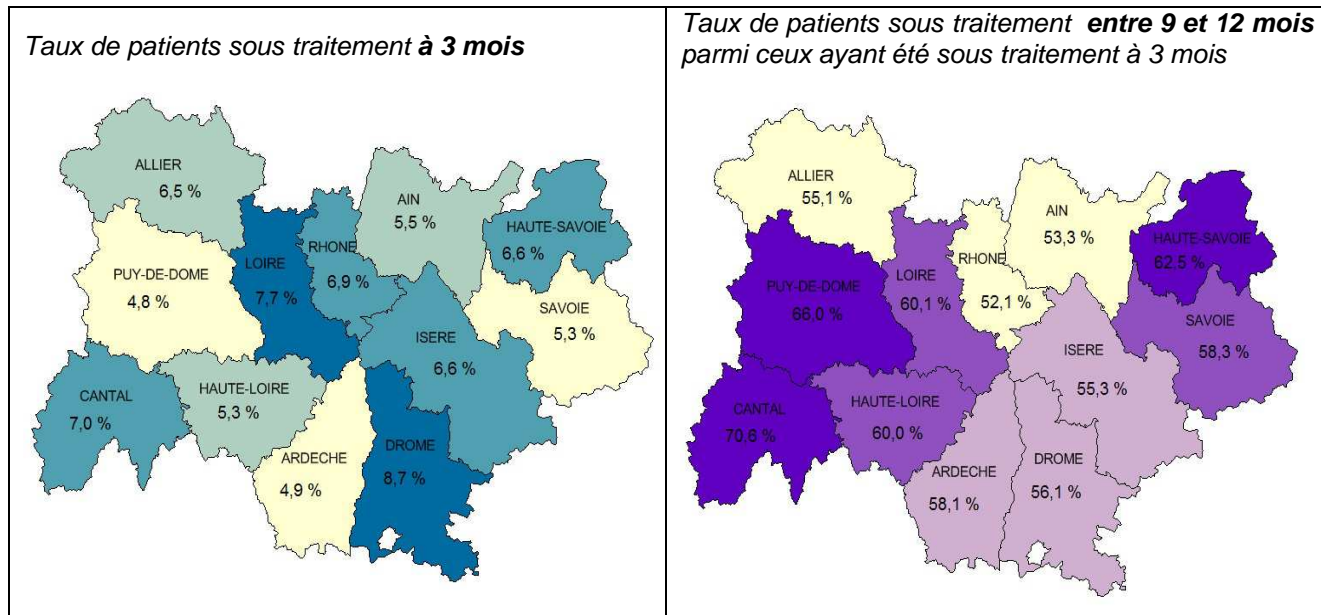 Taux de patients sous traitement à 3 mois
ALLIER
6,5 %
AIN
5,5 %
HAUTE-SAVOIE
6,6 %
RHONE
6,9 %
LOIRE
7,7 %
PUY-DE-DOME
4,8 %
SAVOIE
5,3 %
ISERE
6,6 %
HAUTE-LOIRE
5,3 %
CANTAL
7,0 %
DROME
8,7 %
ARDECHE
4,9 %
Taux de patients sous traitement entre 9 et 12 mois
parmi ceux ayant été sous traitement à 3 mois
ALLIER
55,1 %
AIN
53,3 %
HAUTE-SAVOIE
62,5 %
RHONE
52,1 %
LOIRE
60,1 %
PUY-DE-DOME
66,0 %
SAVOIE
58,3 %
ISERE
55,3 %
HAUTE-LOIRE
60,0 %
CANTAL
70,6 %
DROME
56,1 %
ARDECHE
58,1 %